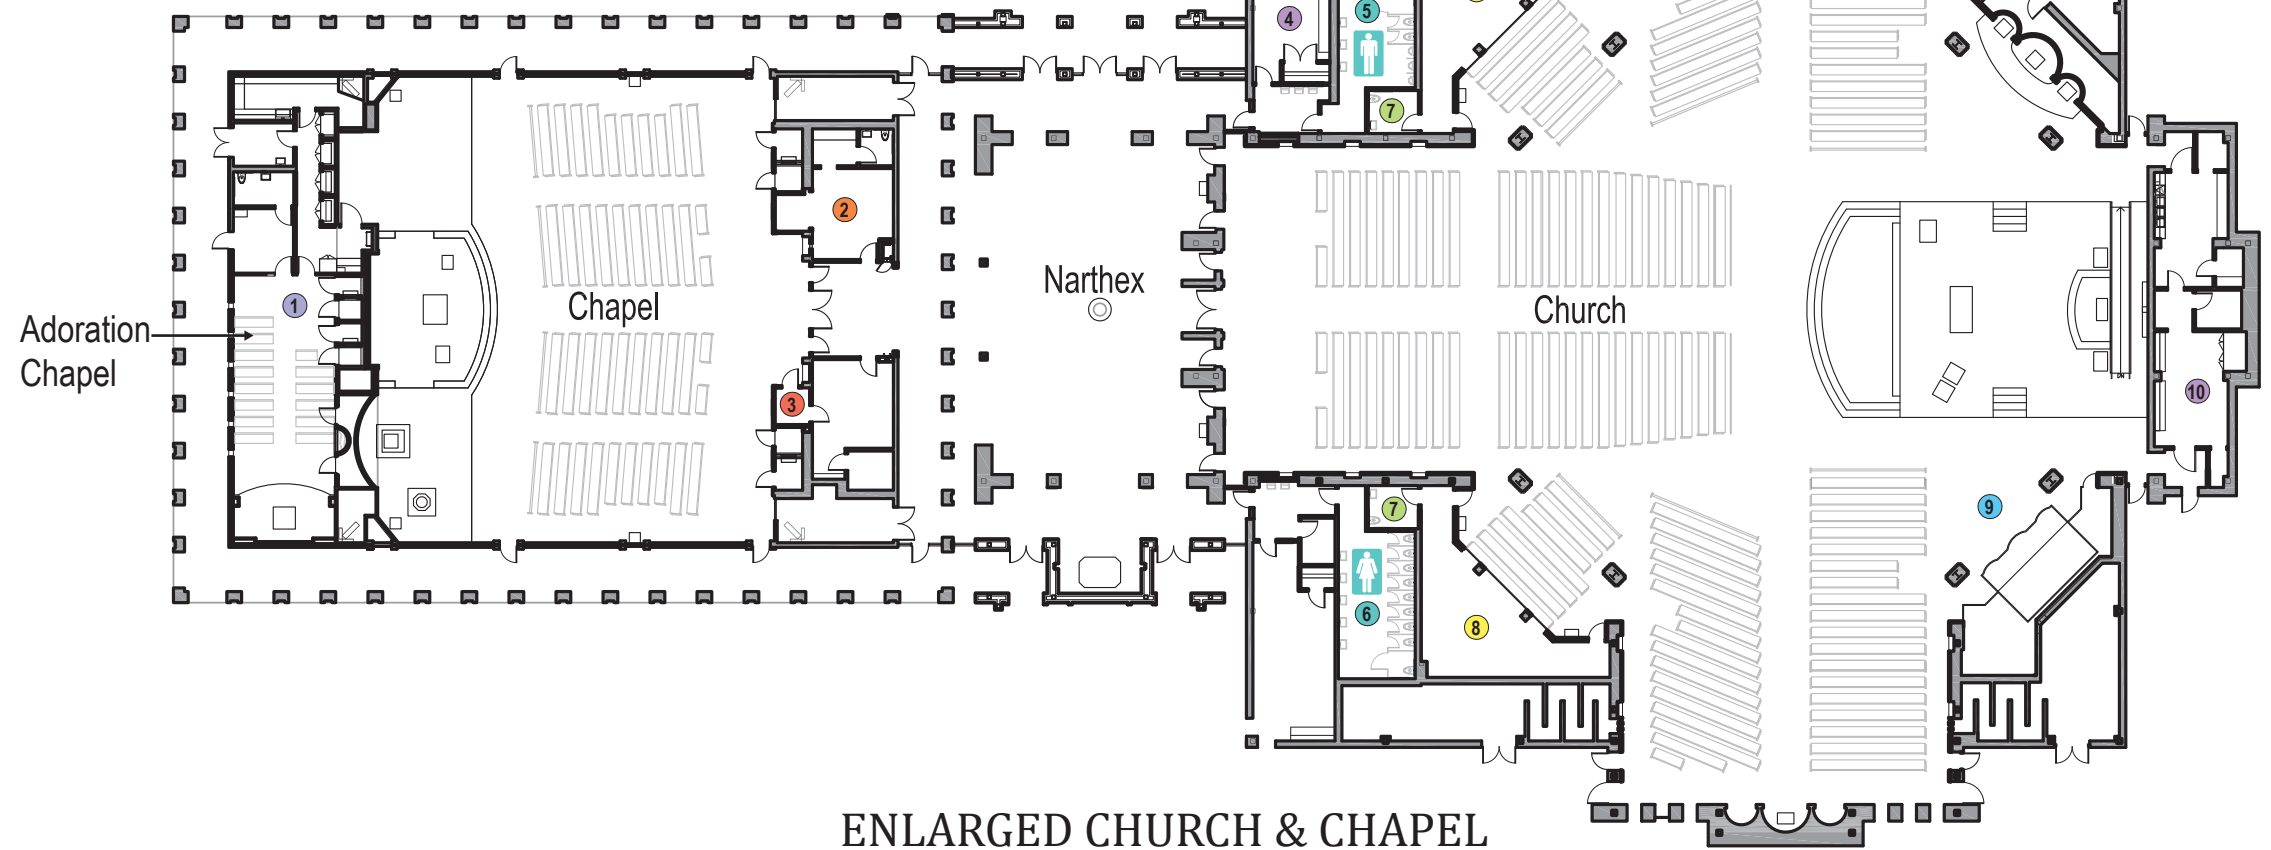 4
5
7
2
Narthex
1
Chapel
Church
Adoration
Chapel
3
10
7
9
6
8
DN
ENLARGED CHURCH & CHAPEL